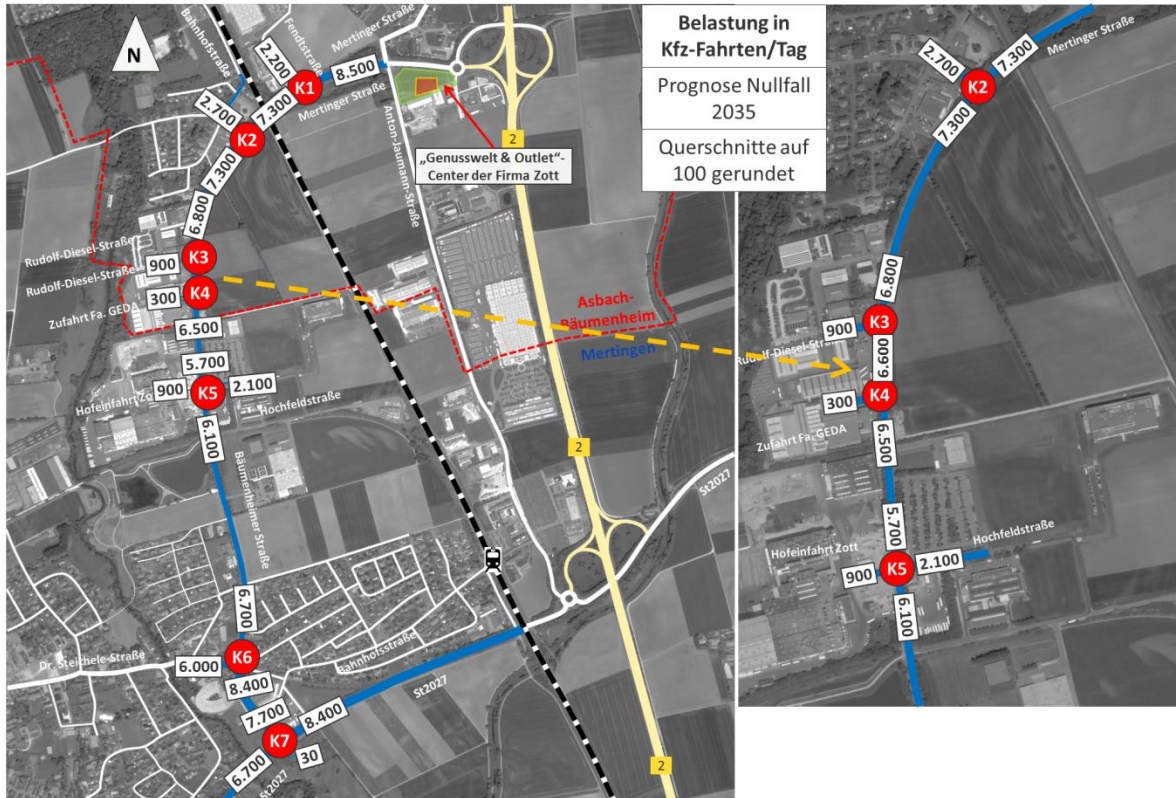 N
Bahnhofstraße
Fendtstraße
Mertinger Straße
2.200
K1
8.500
7.300
Mertinger Straße
2.700
K2
7.300
6.800
Anton-Jaumann-Straße
„Genusswelt & Outlet“-
Center der Firma Zott
2
Rudolf-Diesel-Straße
K3
900
Rudolf-Diesel-Straße
K4
300
Zufahrt Fa. GEDA
6.500
5.700
K5
900
2.100
Hofeinfahrt Zo
Hochfeldstraße
6.100
Asbach-
Bäumenheim
Mertingen
2
St2027
Bäumenheimer Straße
6.700
Dr. Steichele-Straße
K6
6.000
8.400
Bahnhofsstraße
St2027
7.700
8.400
K7
30
6.700
St2027
2
Belastung in
Kfz-Fahrten/Tag
Prognose Nullfall
2035
Querschnitte auf
100 gerundet
Mertinger Straße
2.700
K2
7.300
7.300
6.800
K3
900
Rudolf-Diesel-Straße
6.600
K4
300
Zufahrt Fa. GEDA
6.500
5.700
Hochfeldstraße
Hofeinfahrt Zott
K5
900
2.100
6.100